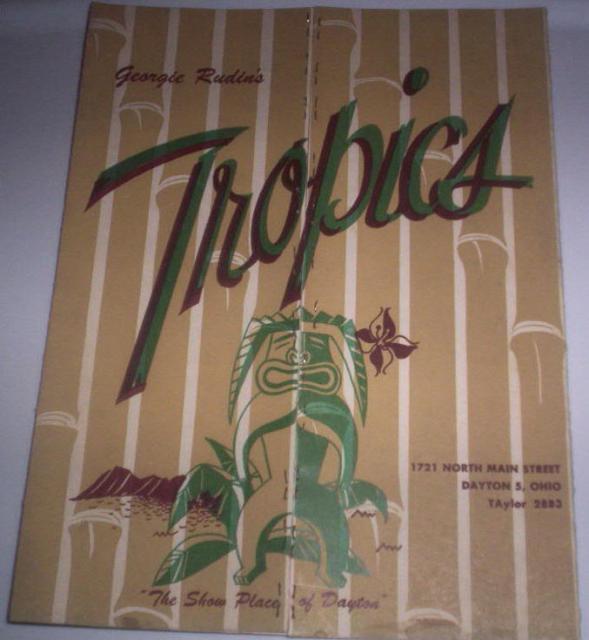 Georgie Rudin's
Tropics
1721 NORTH MAIN STREET
DAYTON 5, OHIO
TAylor 2883
"The Show Place of Dayton"